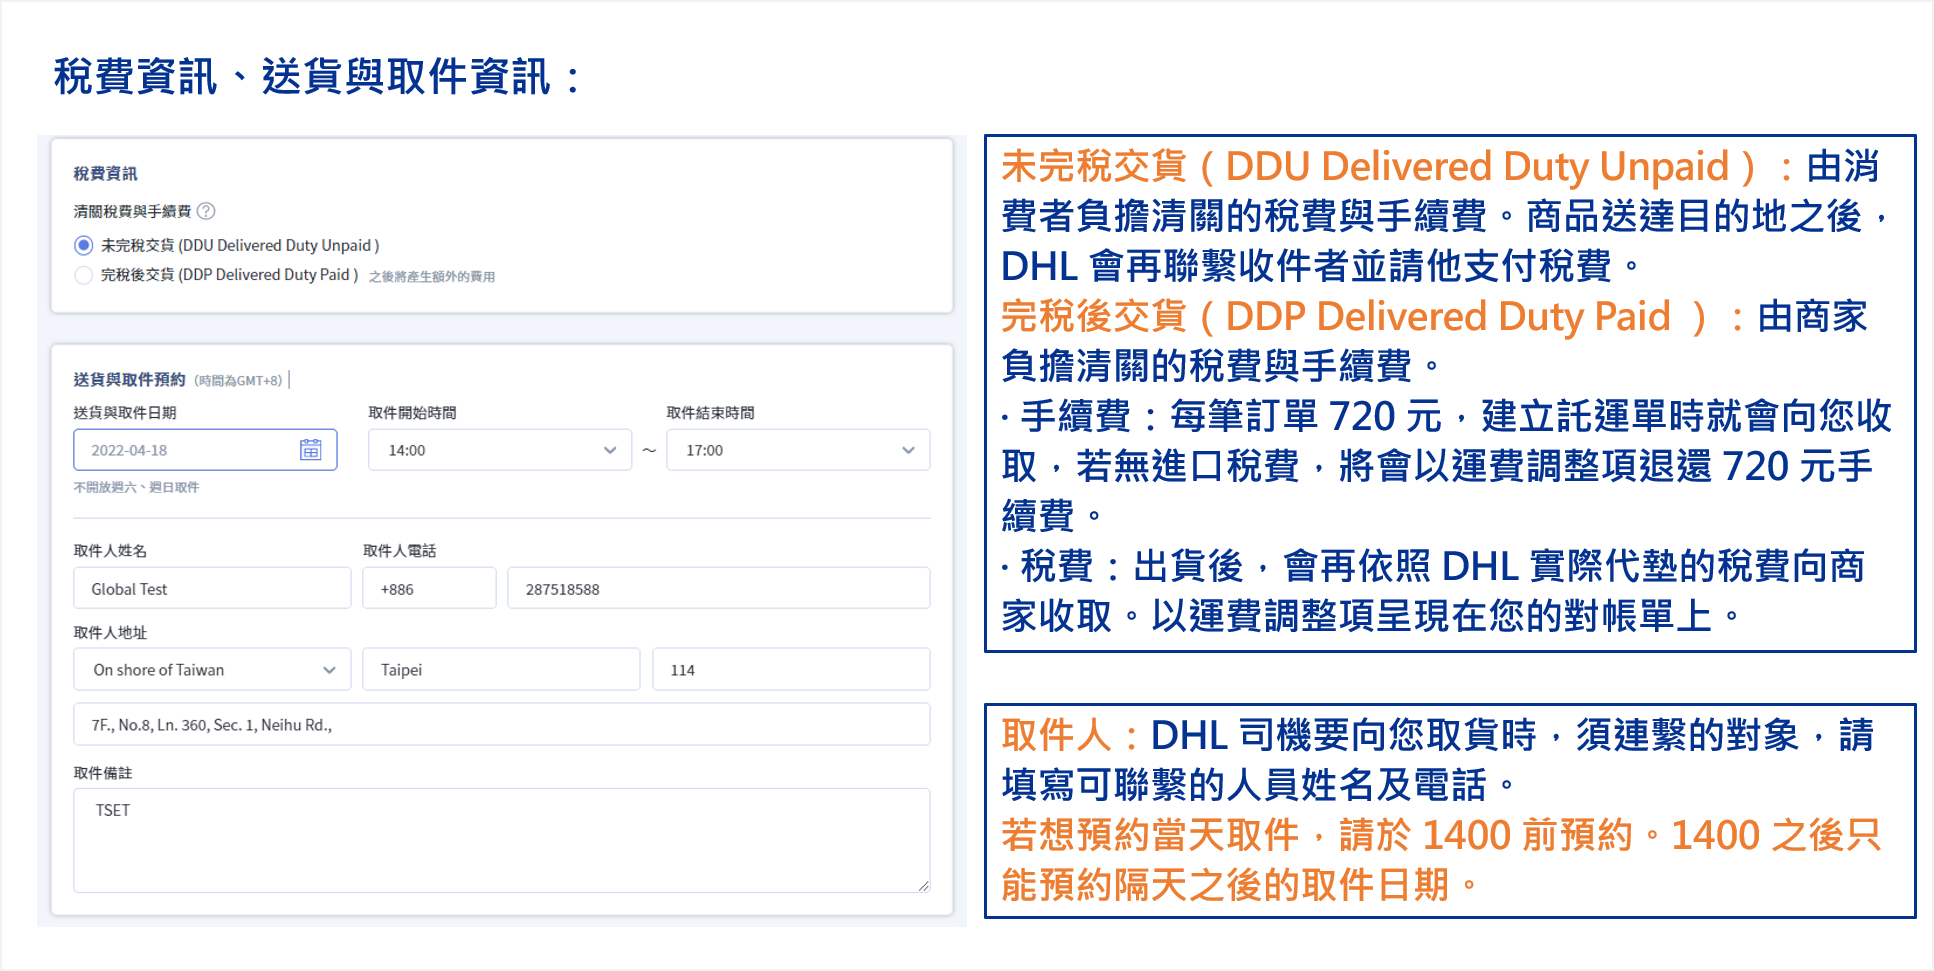 稅費資訊、送貨與取件資訊：
稅費資訊
清關稅費與手續費 ?
未完稅交貨 (DDU Delivered Duty Unpaid )
完稅後交貨 (DDP Delivered Duty Paid ) 之後將產生額外的費用
送貨與取件預約 (時間為GMT+8)
送貨與取件日期 取件開始時間 取件結束時間
2022-04-18 14:00 ～ 17:00
不開放週六、週日取件
取件人姓名 取件人電話
Global Test +886 287518588
取件人地址
On shore of Taiwan Taipei 114
7F., No.8, Ln. 360, Sec. 1, Neihu Rd.,
取件備註
TSET
未完稅交貨（DDU Delivered Duty Unpaid）：由消
費者負擔清關的稅費與手續費。商品送達目的地之後，
DHL 會再聯繫收件者並請他支付稅費。
完稅後交貨（DDP Delivered Duty Paid ）：由商家
負擔清關的稅費與手續費。
· 手續費：每筆訂單 720 元，建立託運單時就會向您收
取，若無進口稅費，將會以運費調整項退還 720 元手
續費。
· 稅費：出貨後，會再依照 DHL 實際代墊的稅費向商
家收取。以運費調整項呈現在您的對帳單上。
取件人：DHL 司機要向您取貨時，須連繫的對象，請
填寫可聯繫的人員姓名及電話。
若想預約當天取件，請於 1400 前預約。1400 之後只
能預約隔天之後的取件日期。